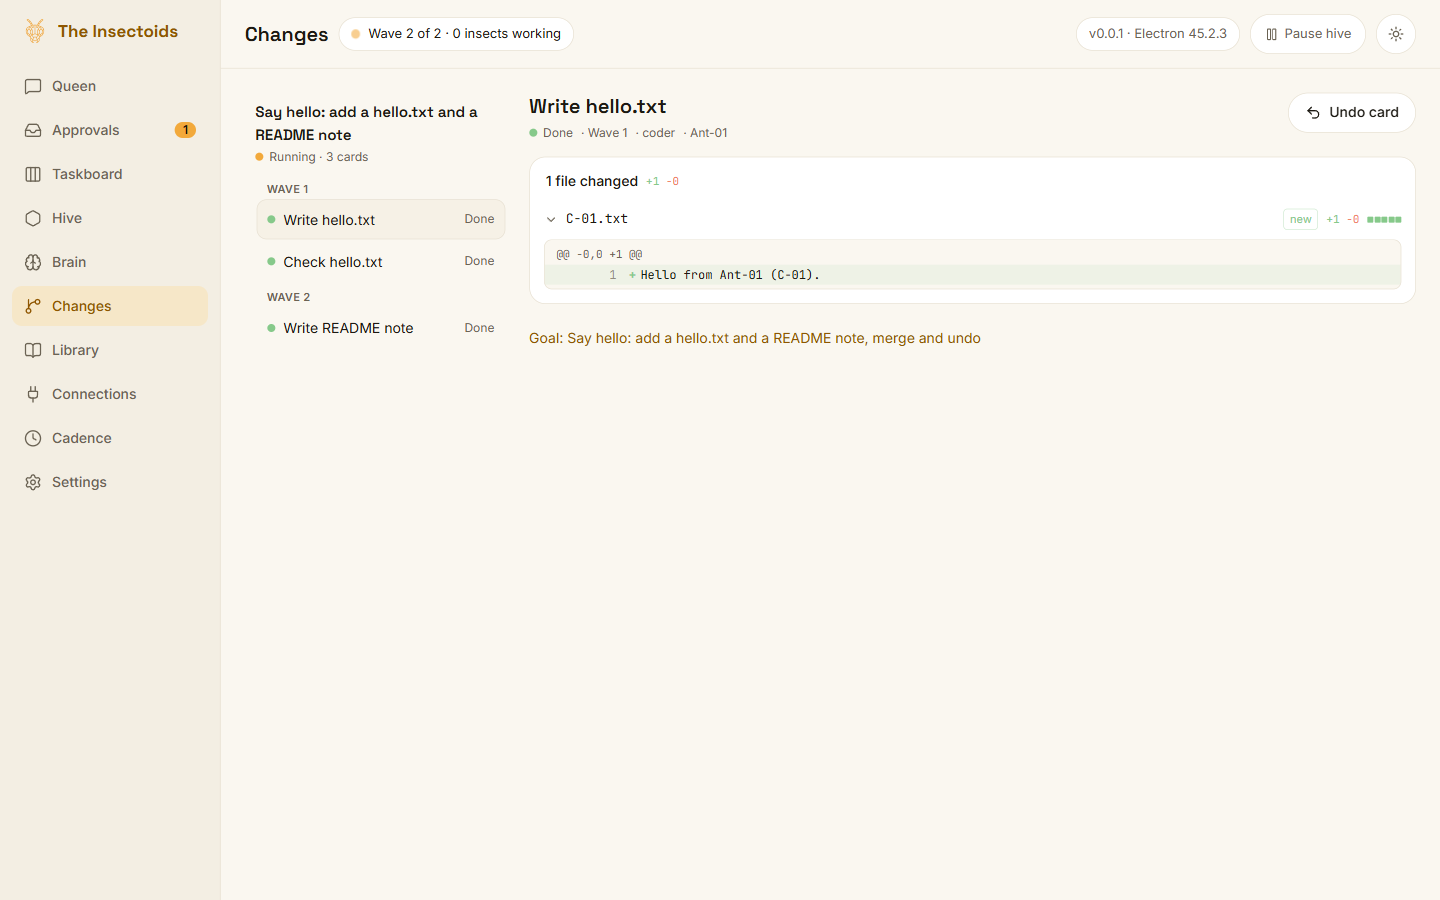 The Insectoids
Queen
Approvals 1
Taskboard
Hive
Brain
Changes
Library
Connections
Cadence
Settings
Changes
Wave 2 of 2 · 0 insects working
v0.0.1 · Electron 45.2.3
Pause hive
Say hello: add a hello.txt and a
README note
Running · 3 cards
WAVE 1
Write hello.txt Done
Check hello.txt Done
WAVE 2
Write README note Done
Write hello.txt
Done · Wave 1 · coder · Ant-01
Undo card
1 file changed +1 -0
C-01.txt new +1 -0
@@ -0,0 +1 @@
1 + Hello from Ant-01 (C-01).
Goal: Say hello: add a hello.txt and a README note, merge and undo